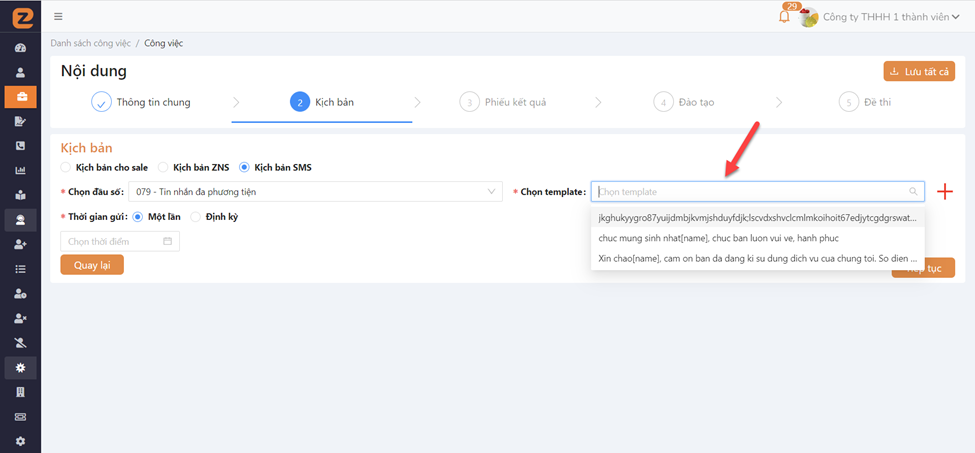 29
Công ty THHH 1 thành viên
Danh sách công việc / Công việc
Nội dung
Lưu tất cả
Thông tin chung
2 Kịch bản
3 Phiếu kết quả
4 Đào tạo
5 Đề thi
Kịch bản
Kịch bản cho sale
Kịch bản ZNS
Kịch bản SMS
* Chọn đầu số: 079 - Tin nhắn đa phương tiện
* Chọn template: Chọn template
jkghukyygro87yuijdmbjkvmjshduyfdjk;lscvdxshvclcmlmkoihoit67edjytcgdgrswat...
chuc mung sinh nhat[name], chuc ban luon vui ve, hanh phuc
Xin chao[name], cam on ban da dang ki su dung dich vu cua chung toi. So dien ...
* Thời gian gửi: Một lần Định kỳ
Chọn thời điểm
Quay lại
tục